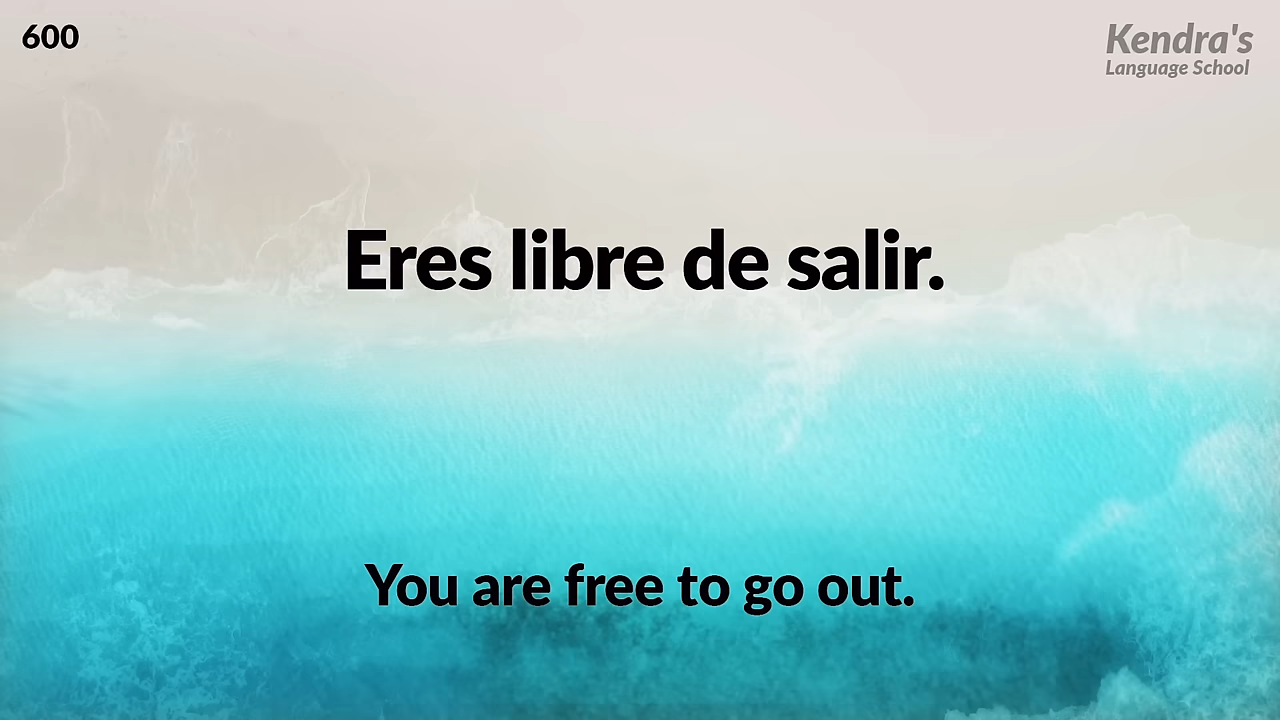 600
Kendra's
Language School
Eres libre de salir.
You are free to go out.